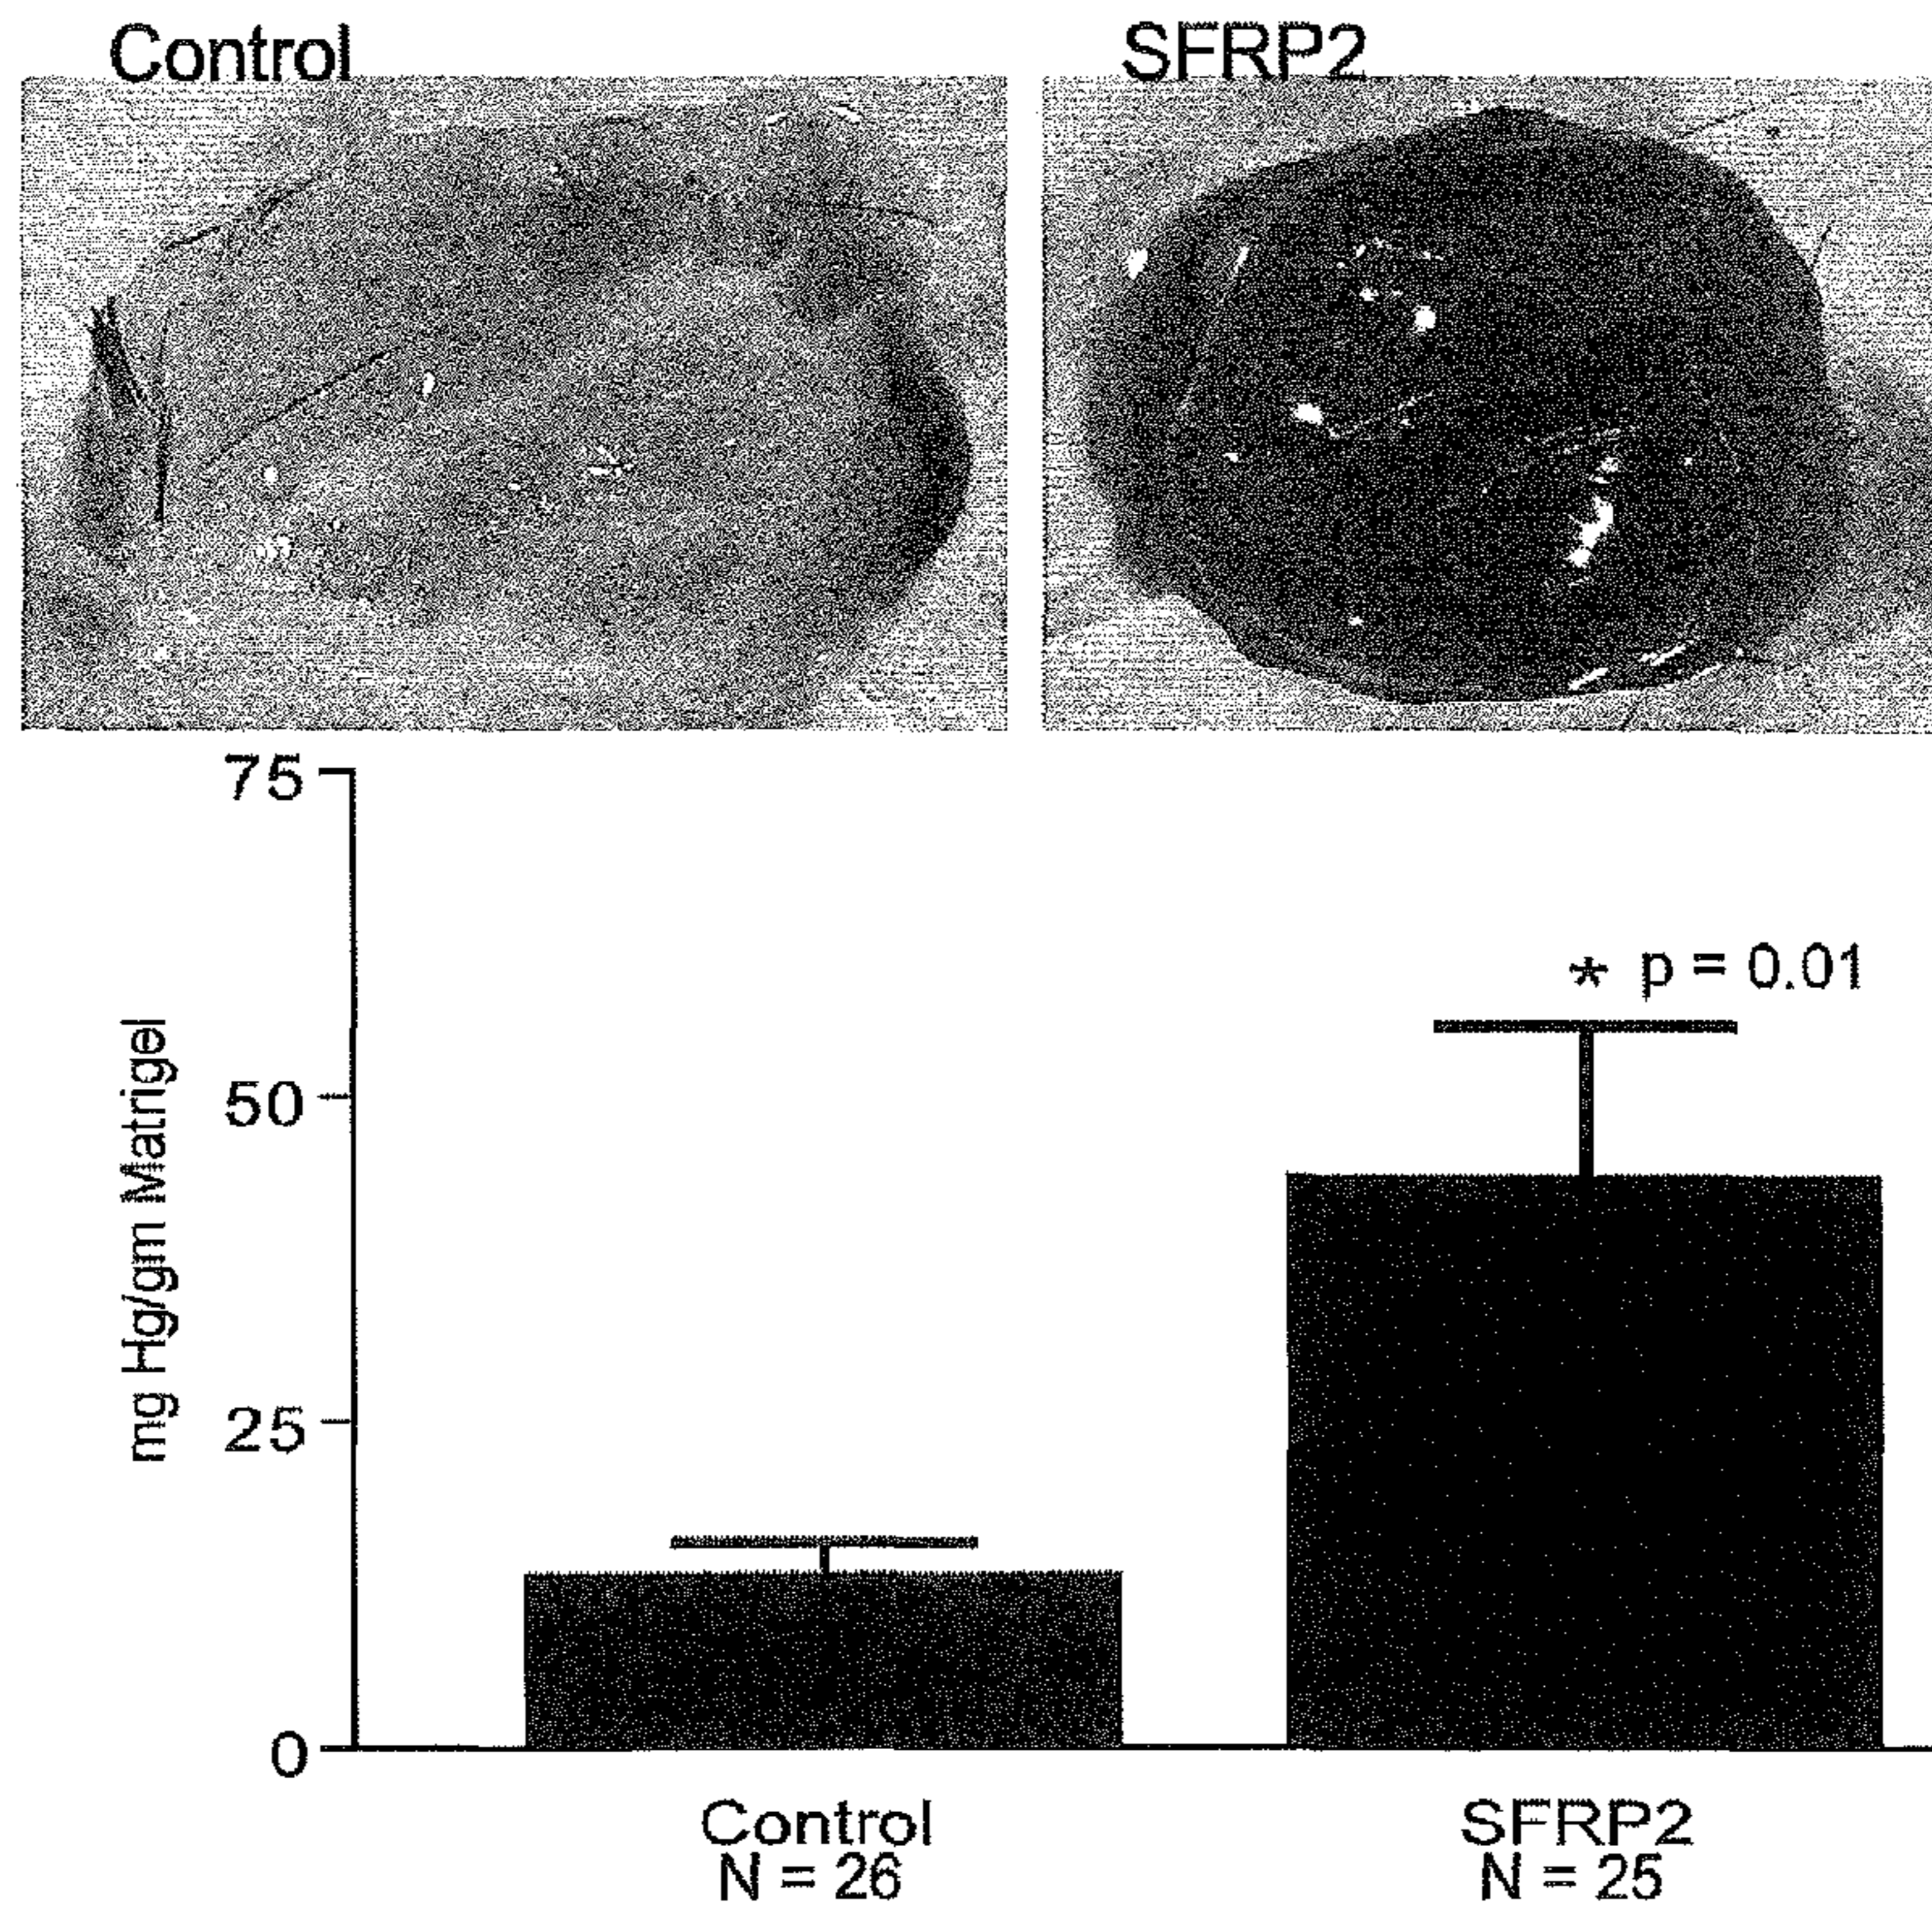 Control
SFRP2
75
50
25
0
mg Hg/gm Matrigel
* p = 0.01
Control
N = 26
SFRP2
N = 25